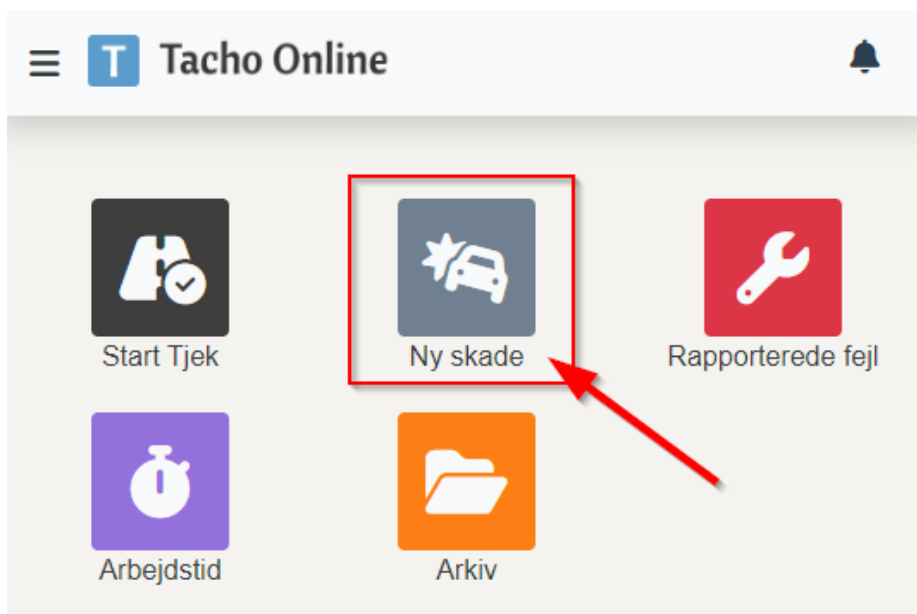 T Tacho Online
Start Tjek
Ny skade
Rapporterede fejl
Arbejdstid
Arkiv